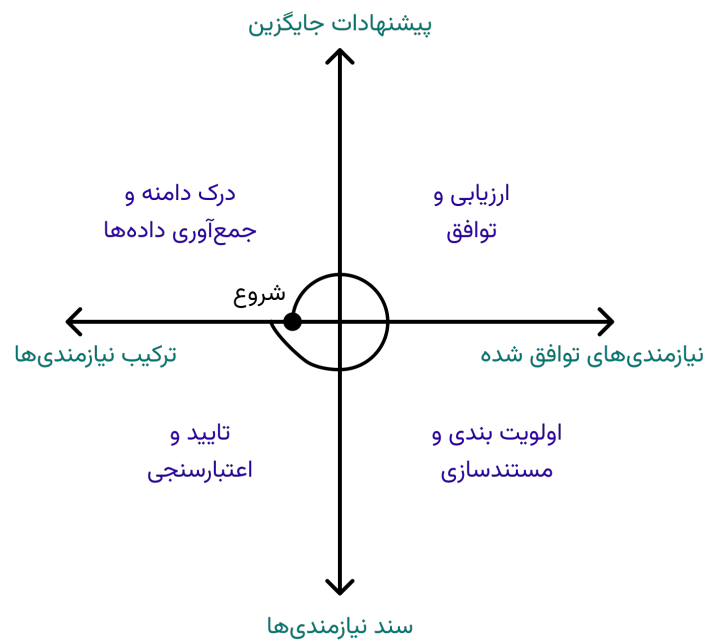 پیشنهادات جایگزین
ارزیابی و
توافق
درک دامنه و
جمع‌آوری داده‌ها
شروع
نیازمندی‌های توافق شده
ترکیب نیازمندی‌ها
اولویت بندی و
مستندسازی
تایید و
اعتبارسنجی
سند نیازمندی‌ها